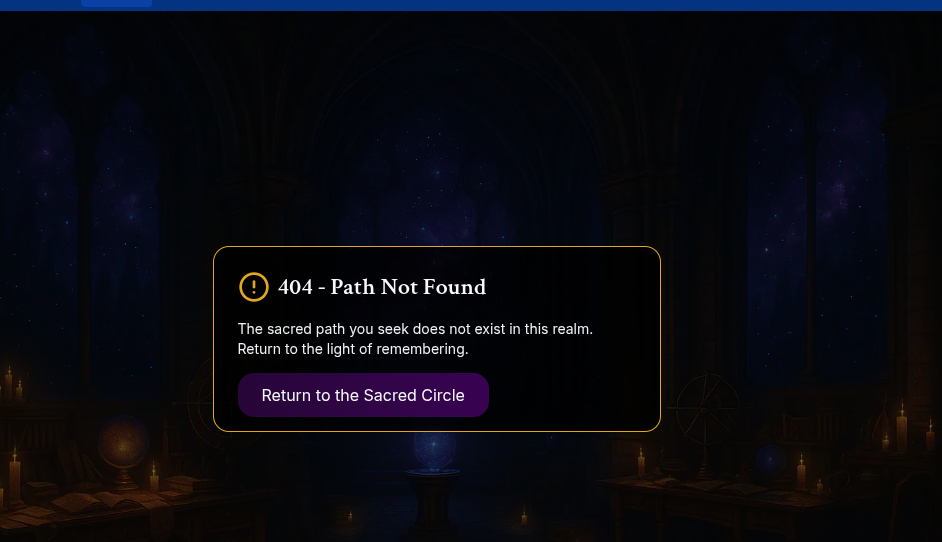 404 - Path Not Found
The sacred path you seek does not exist in this realm.
Return to the light of remembering.
Return to the Sacred Circle